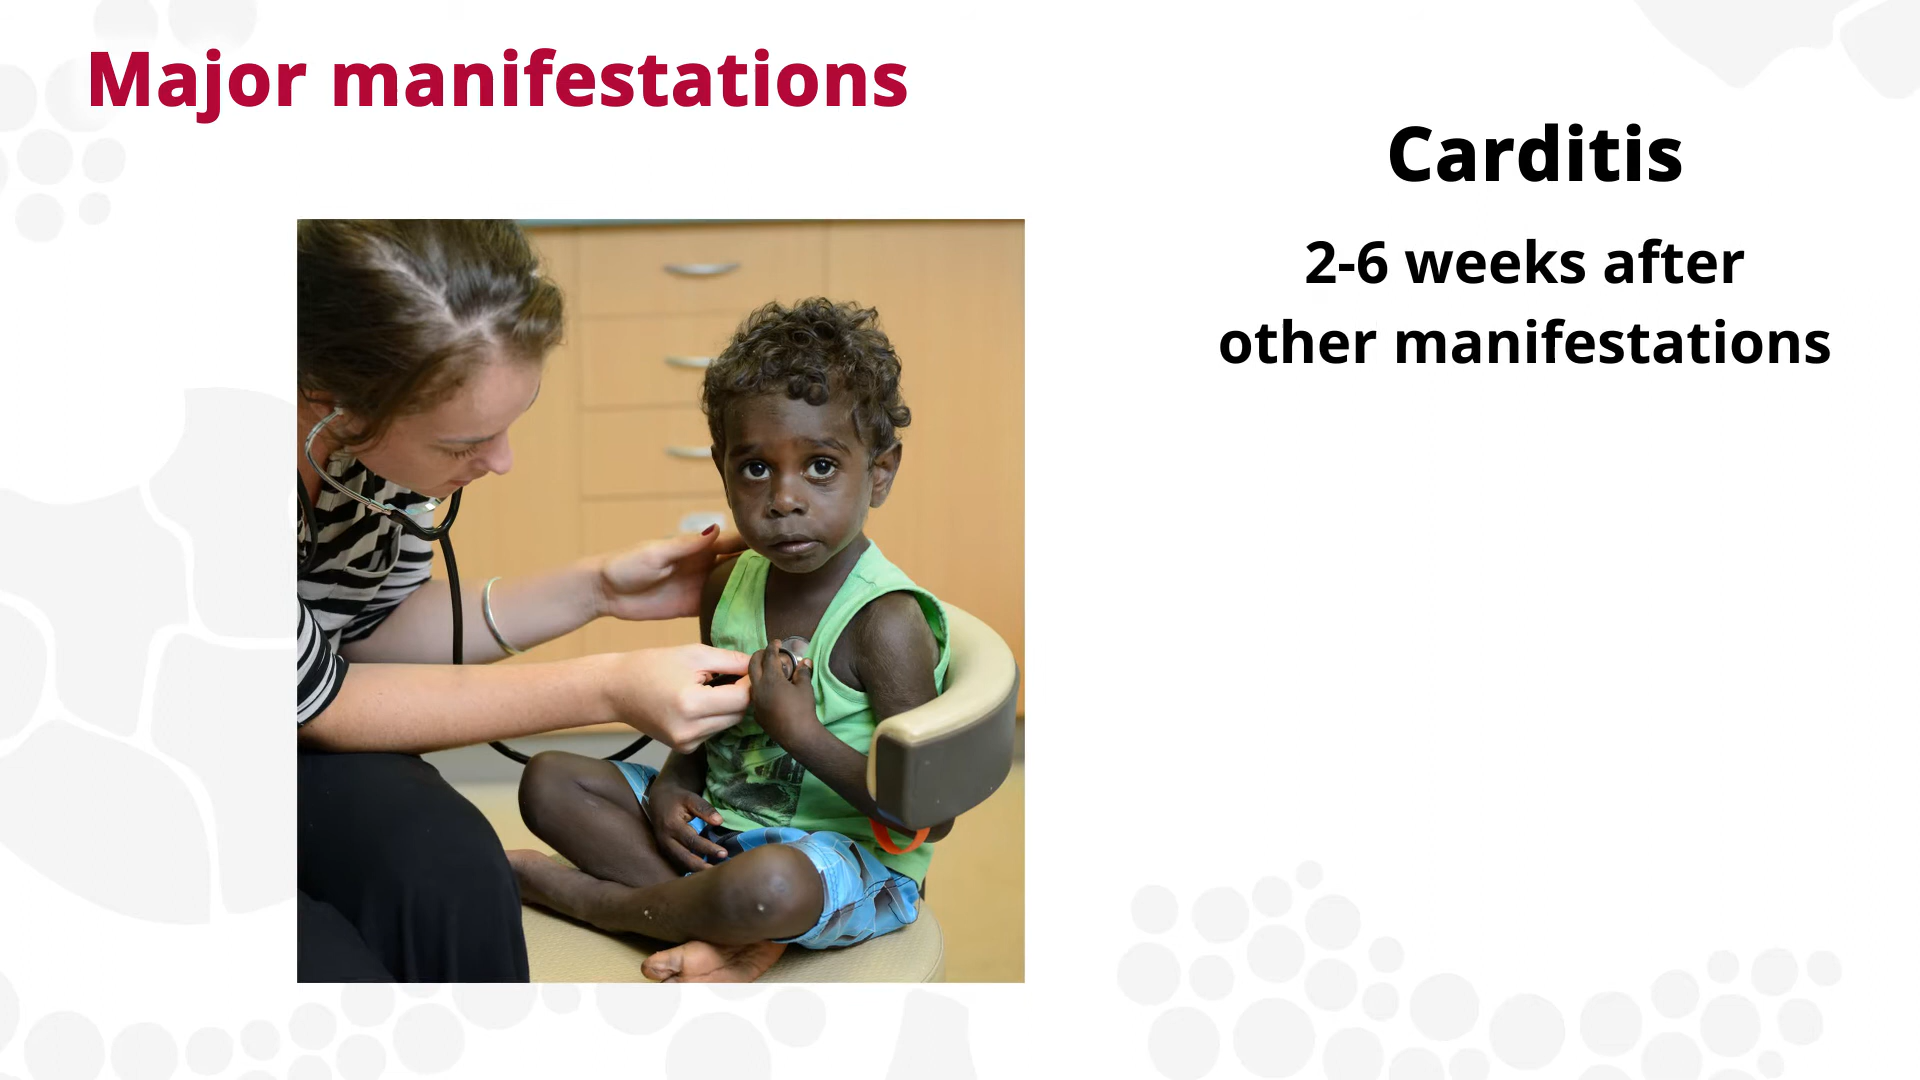 Major manifestations
Carditis
2-6 weeks after
other manifestations